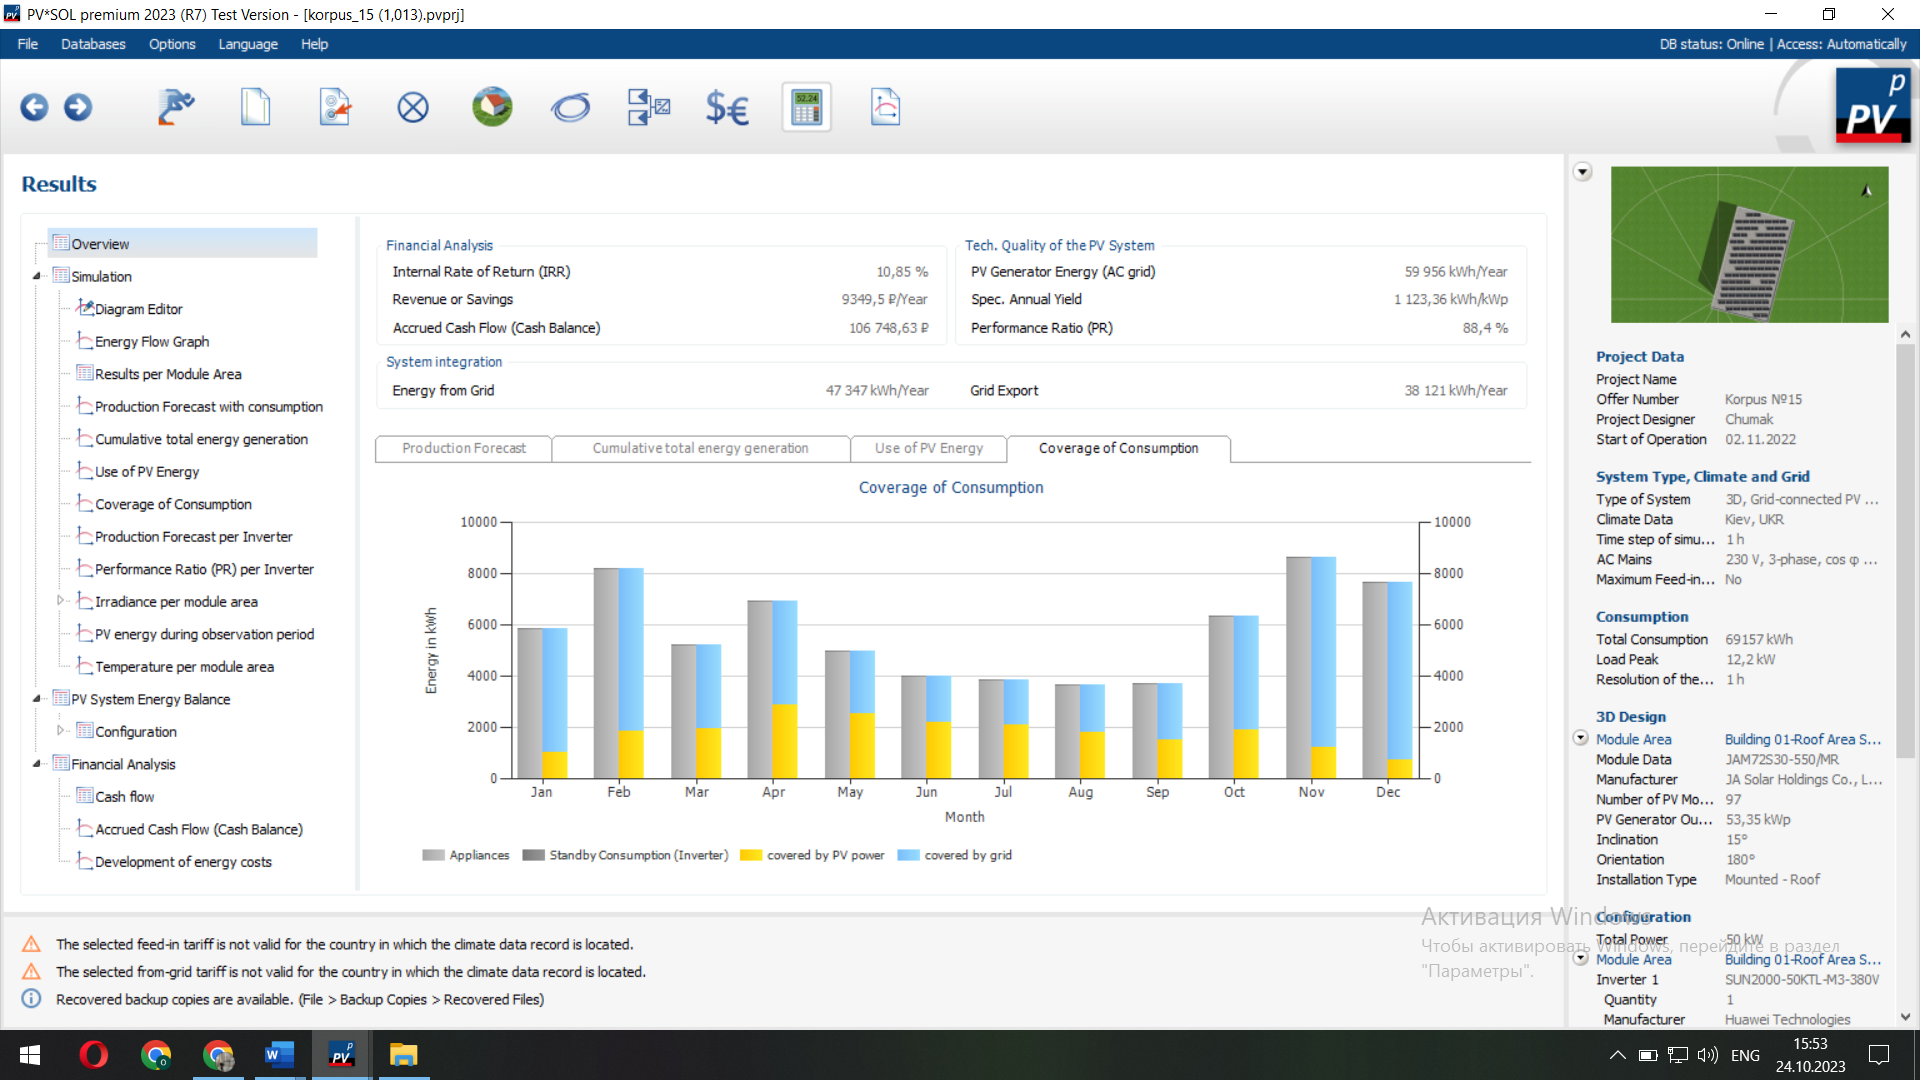 PV*SOL premium 2023 (R7) Test Version - [korpus_15 (1,013).pvprj]
File Databases Options Language Help DB status: Online | Access: Automatically
52,24
p
PV
Results
Overview
Simulation
Diagram Editor
Energy Flow Graph
Results per Module Area
Production Forecast with consumption
Cumulative total energy generation
Use of PV Energy
Coverage of Consumption
Production Forecast per Inverter
Performance Ratio (PR) per Inverter
Irradiance per module area
PV energy during observation period
Temperature per module area
PV System Energy Balance
Configuration
Financial Analysis
Cash flow
Accrued Cash Flow (Cash Balance)
Development of energy costs
Financial Analysis
Internal Rate of Return (IRR) 10,85 %
Revenue or Savings 9349,5 ₽/Year
Accrued Cash Flow (Cash Balance) 106 748,63 ₽
Tech. Quality of the PV System
PV Generator Energy (AC grid) 59 956 kWh/Year
Spec. Annual Yield 1 123,36 kWh/kWp
Performance Ratio (PR) 88,4 %
System integration
Energy from Grid 47 347 kWh/Year Grid Export 38 121 kWh/Year
Production Forecast Cumulative total energy generation Use of PV Energy Coverage of Consumption
Coverage of Consumption
10000 10000
8000 8000
6000 6000
4000 4000
2000 2000
0 0
Energy in kWh
Jan Feb Mar Apr May Jun Jul Aug Sep Oct Nov Dec
Month
Appliances Standby Consumption (Inverter) covered by PV power covered by grid
Project Data
Project Name
Offer Number Korpus №15
Project Designer Chumak
Start of Operation 02.11.2022
System Type, Climate and Grid
Type of System 3D, Grid-connected PV ...
Climate Data Kiev, UKR
Time step of simu... 1 h
AC Mains 230 V, 3-phase, cos φ ...
Maximum Feed-in... No
Consumption
Total Consumption 69157 kWh
Load Peak 12,2 kW
Resolution of the... 1 h
3D Design
Module Area Building 01-Roof Area S...
Module Data JAM72S30-550/MR
Manufacturer JA Solar Holdings Co., L...
Number of PV Mo... 97
PV Generator Ou... 53,35 kWp
Inclination 15°
Orientation 180°
Installation Type Mounted - Roof
Configuration
Total Power 50 kW
Module Area Building 01-Roof Area S...
Inverter 1 SUN2000-50KTL-M3-380V
Quantity 1
Manufacturer Huawei Technologies
Активация Windows
Чтобы активировать Windows, перейдите в раздел
"Параметры".
The selected feed-in tariff is not valid for the country in which the climate data record is located.
The selected from-grid tariff is not valid for the country in which the climate data record is located.
Recovered backup copies are available. (File > Backup Copies > Recovered Files)
ENG
15:53
24.10.2023